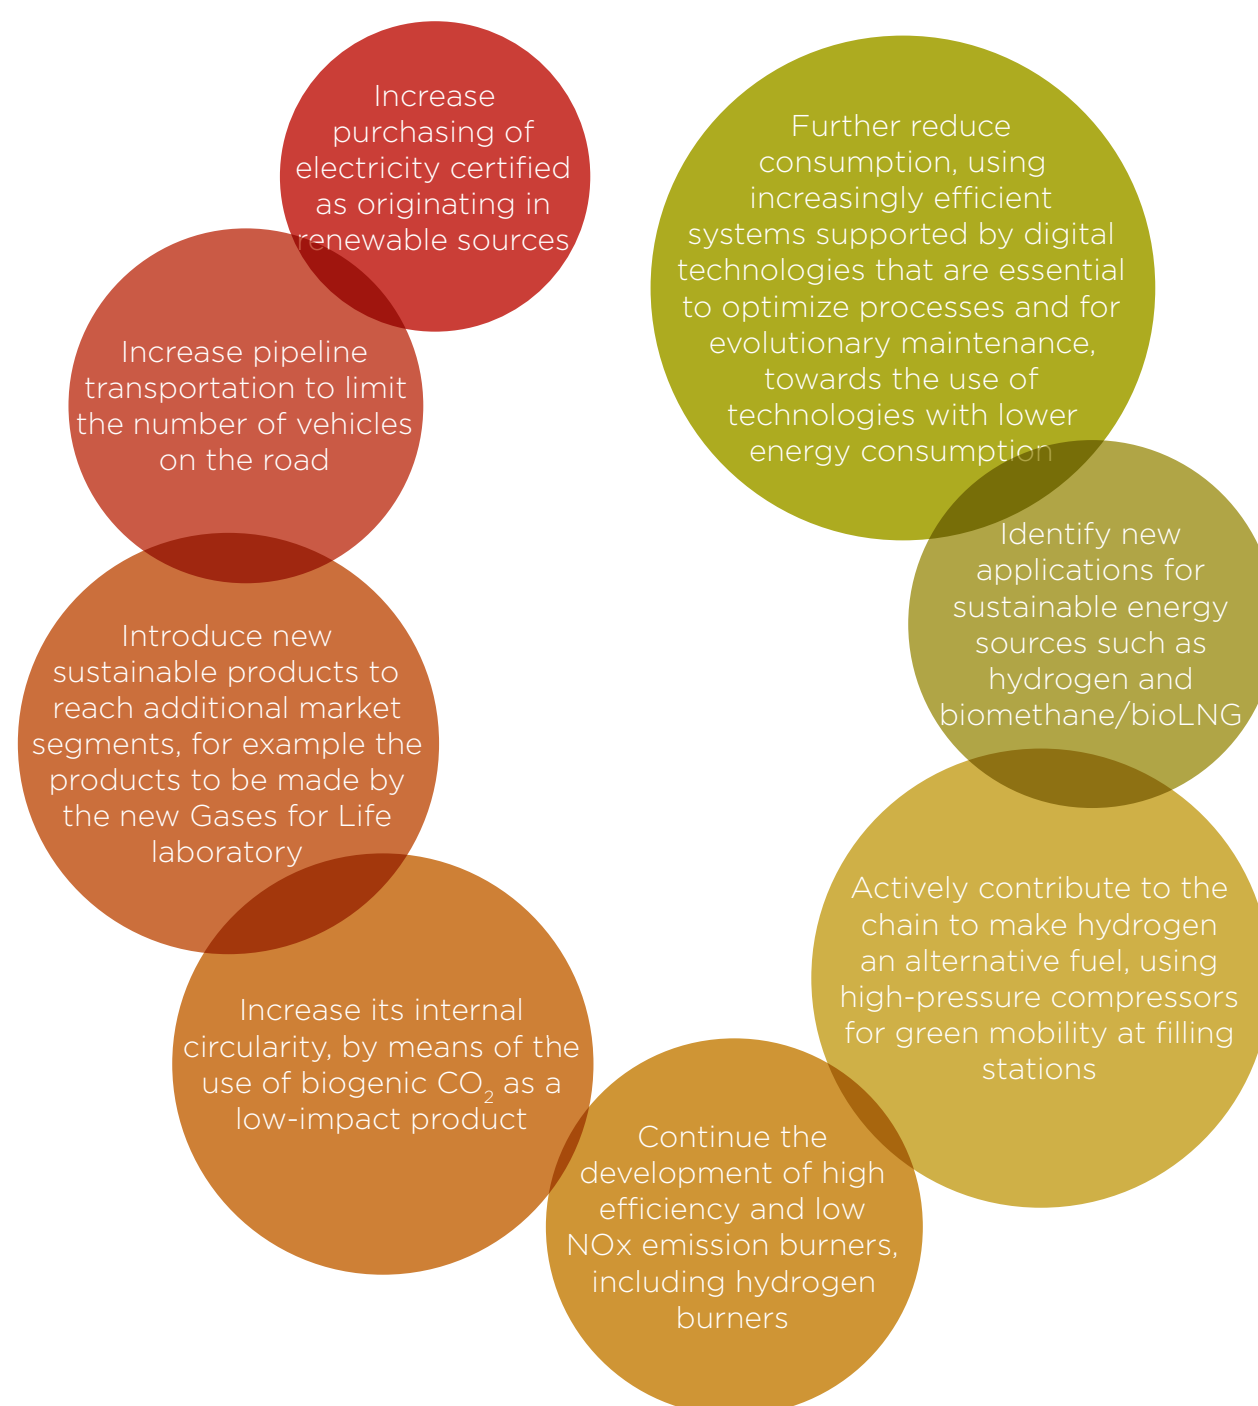 Increase
purchasing of
electricity certified
as originating in
renewable sources
Increase pipeline
transportation to limit
the number of vehicles
on the road
Introduce new
sustainable products to
reach additional market
segments, for example the
products to be made by
the new Gases for Life
laboratory
Increase its internal
circularity, by means of the
use of biogenic CO₂ as a
low-impact product
Continue the
development of high
efficiency and low
NOx emission burners,
including hydrogen
burners
Actively contribute to the
chain to make hydrogen
an alternative fuel, using
high-pressure compressors
for green mobility at filling
stations
Identify new
applications for
sustainable energy
sources such as
hydrogen and
biomethane/bioLNG
Further reduce
consumption, using
increasingly efficient
systems supported by digital
technologies that are essential
to optimize processes and for
evolutionary maintenance,
towards the use of
technologies with lower
energy consumption